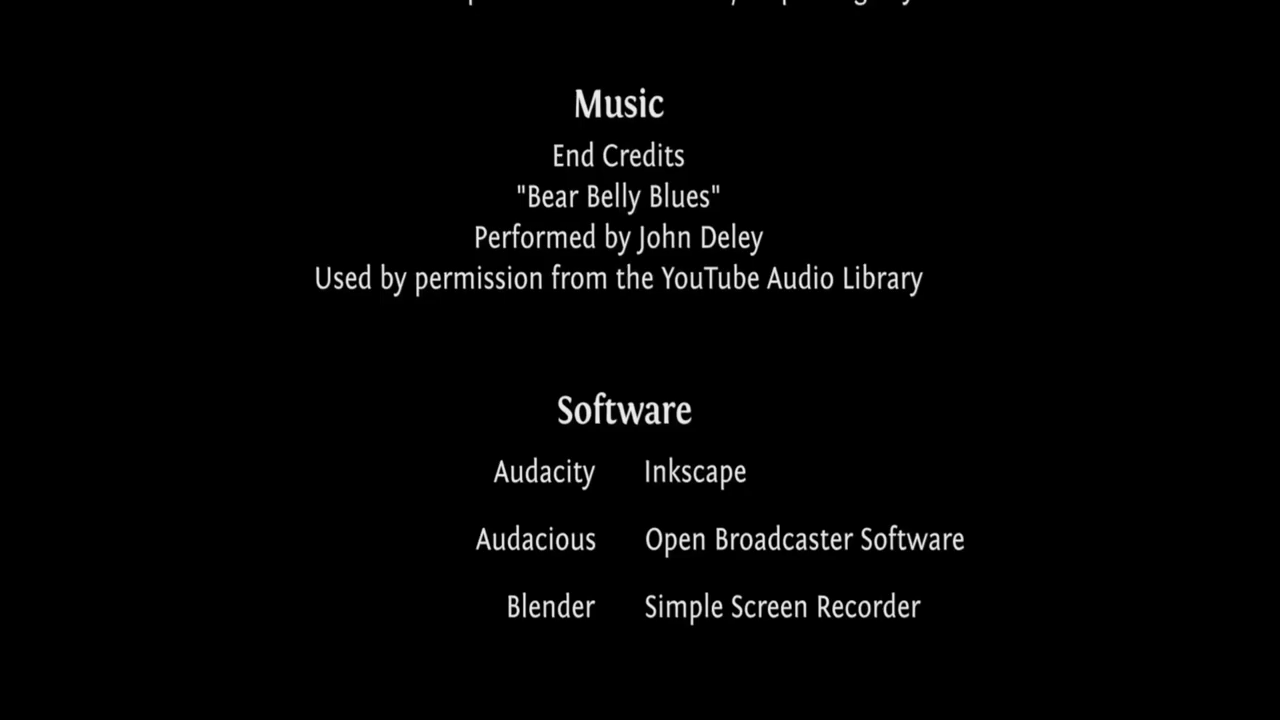 Music
End Credits
"Bear Belly Blues"
Performed by John Deley
Used by permission from the YouTube Audio Library
Software
Audacity Inkscape
Audacious Open Broadcaster Software
Blender Simple Screen Recorder